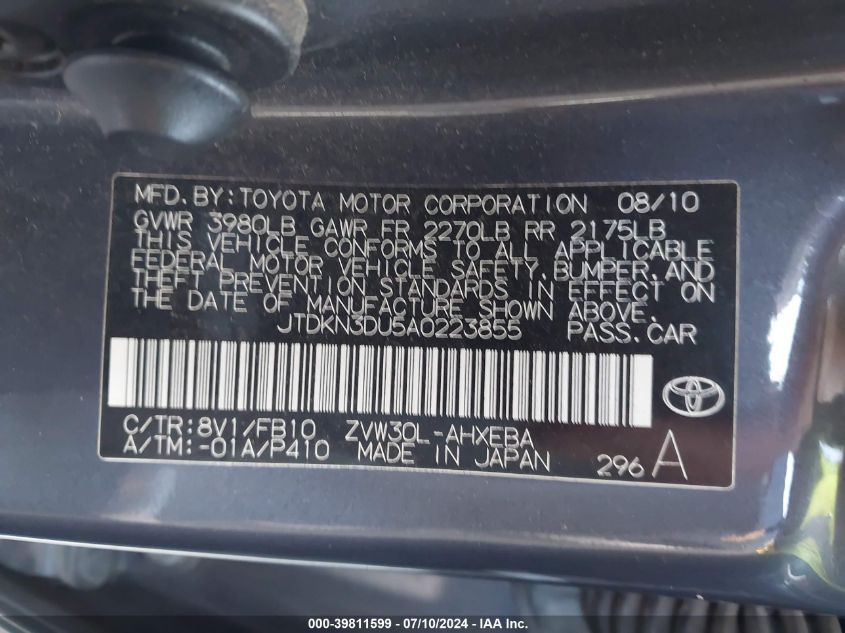 MFD.BY:TOYOTA MOTOR CORPORATION 08/10
GVWR 3980LB GAWR FR 2270LB RR 2175LB
THIS VEHICLE CONFORMS TO ALL APPLICABLE
FEDERAL MOTOR VEHICLE SAFETY,BUMPER,AND
THEFT PREVENTION STANDARDS IN EFFECT ON
THE DATE OF MANUFACTURE SHOWN ABOVE.
JTDKN3DU5A0223855 PASS.CAR
C/TR:8V1/FB10 ZVW30L-AHXEBA
A/TM:-01A/P410 MADE IN JAPAN 296 A
000-39811599 - 07/10/2024 - IAA Inc.